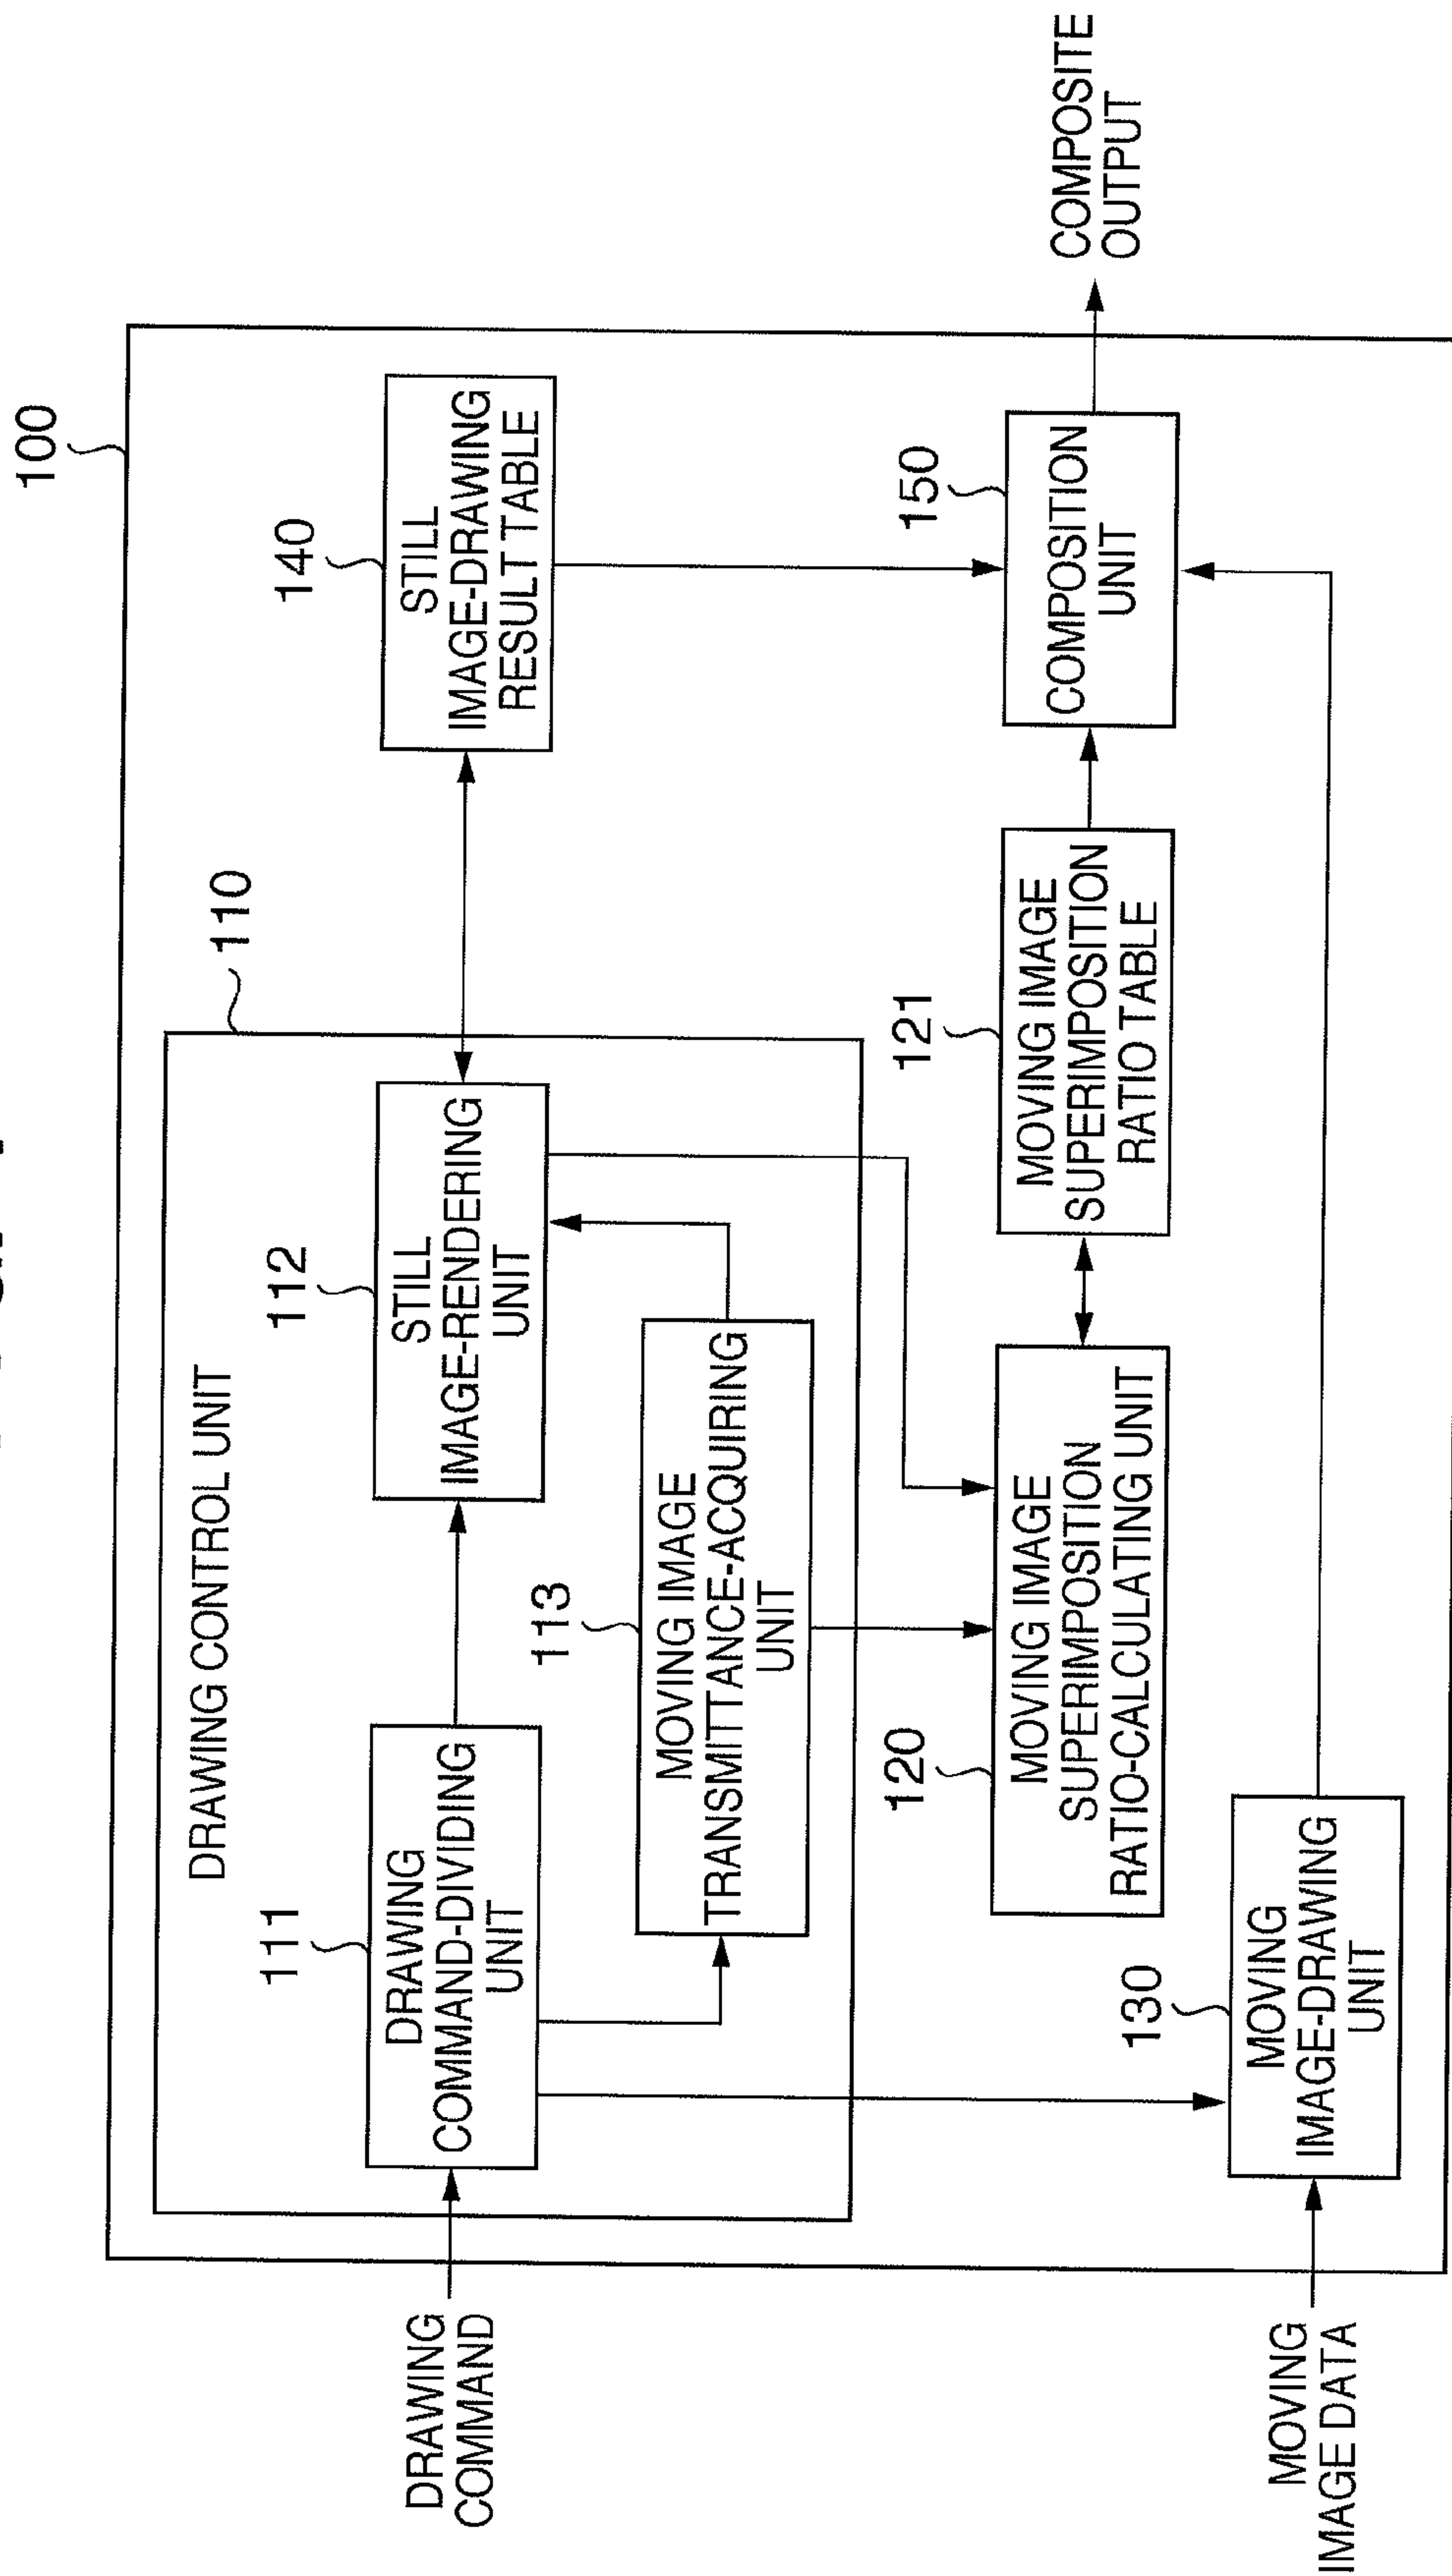 100
DRAWING CONTROL UNIT
110
111
DRAWING
COMMAND-DIVIDING
UNIT
112
STILL
IMAGE-RENDERING
UNIT
140
STILL
IMAGE-DRAWING
RESULT TABLE
DRAWING
COMMAND
113
MOVING IMAGE
TRANSMITTANCE-ACQUIRING
UNIT
120
MOVING IMAGE
SUPERIMPOSITION
RATIO-CALCULATING UNIT
121
MOVING IMAGE
SUPERIMPOSITION
RATIO TABLE
150
COMPOSITION
UNIT
COMPOSITE
OUTPUT
130
MOVING
IMAGE-DRAWING
UNIT
MOVING
IMAGE DATA